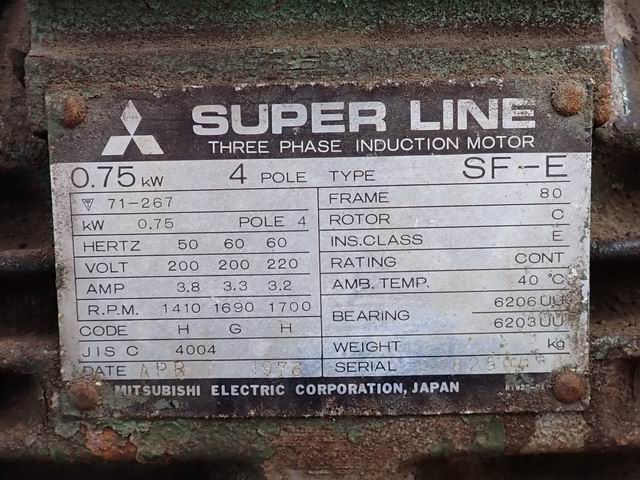 SUPER LINE
THREE PHASE INDUCTION MOTOR
0.75 kW 4 POLE TYPE SF-E
71-267
FRAME 80
kW 0.75 POLE 4
ROTOR C
HERTZ 50 60 60
INS.CLASS E
VOLT 200 200 220
RATING CONT
AMP 3.8 3.3 3.2
AMB. TEMP. 40 °C
R.P.M. 1410 1690 1700
BEARING 6206UU
6203UU
CODE H G H
JIS C 4004
WEIGHT kg
DATE APR
SERIAL
MITSUBISHI ELECTRIC CORPORATION, JAPAN